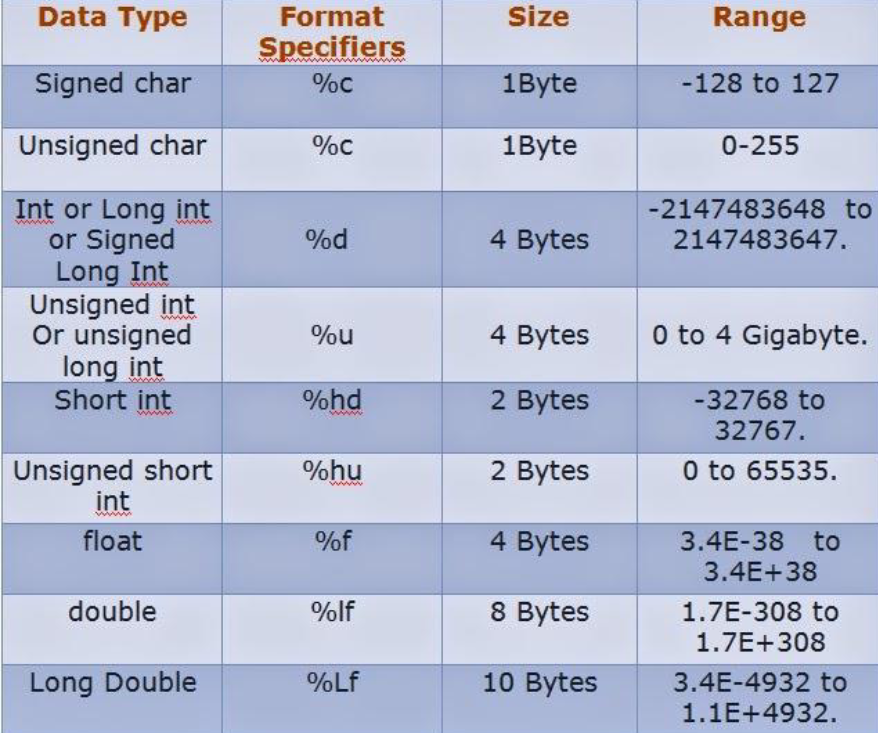 Data Type
Format
Specifiers
Size
Range
Signed char
%c
1Byte
-128 to 127
Unsigned char
%c
1Byte
0-255
Int or Long int
or Signed
Long Int
%d
4 Bytes
-2147483648 to
2147483647.
Unsigned int
Or unsigned
long int
%u
4 Bytes
0 to 4 Gigabyte.
Short int
%hd
2 Bytes
-32768 to
32767.
Unsigned short
int
%hu
2 Bytes
0 to 65535.
float
%f
4 Bytes
3.4E-38 to
3.4E+38
double
%lf
8 Bytes
1.7E-308 to
1.7E+308
Long Double
%Lf
10 Bytes
3.4E-4932 to
1.1E+4932.